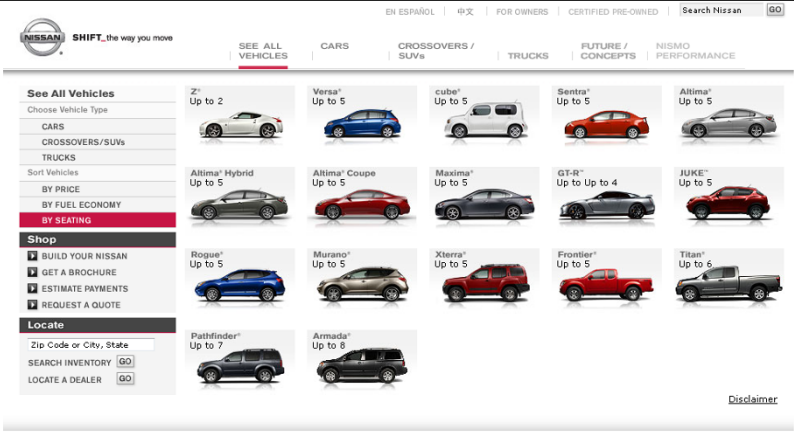 EN ESPAÑOL
中文
FOR OWNERS
CERTIFIED PRE-OWNED
Search Nissan
GO
NISSAN
SHIFT_the way you move
SEE ALL
VEHICLES
CARS
CROSSOVERS /
SUVs
TRUCKS
FUTURE /
CONCEPTS
NISMO
PERFORMANCE
See All Vehicles
Choose Vehicle Type
CARS
CROSSOVERS/SUVs
TRUCKS
Sort Vehicles
BY PRICE
BY FUEL ECONOMY
BY SEATING
Shop
BUILD YOUR NISSAN
GET A BROCHURE
ESTIMATE PAYMENTS
REQUEST A QUOTE
Locate
Zip Code or City, State
SEARCH INVENTORY GO
LOCATE A DEALER GO
Z®
Up to 2
Versa®
Up to 5
cube®
Up to 5
Sentra®
Up to 5
Altima®
Up to 5
Altima® Hybrid
Up to 5
Altima® Coupe
Up to 5
Maxima®
Up to 5
GT-R™
Up to Up to 4
JUKE™
Up to 5
Rogue®
Up to 5
Murano®
Up to 5
Xterra®
Up to 5
Frontier®
Up to 5
Titan®
Up to 6
Pathfinder®
Up to 7
Armada®
Up to 8
Disclaimer